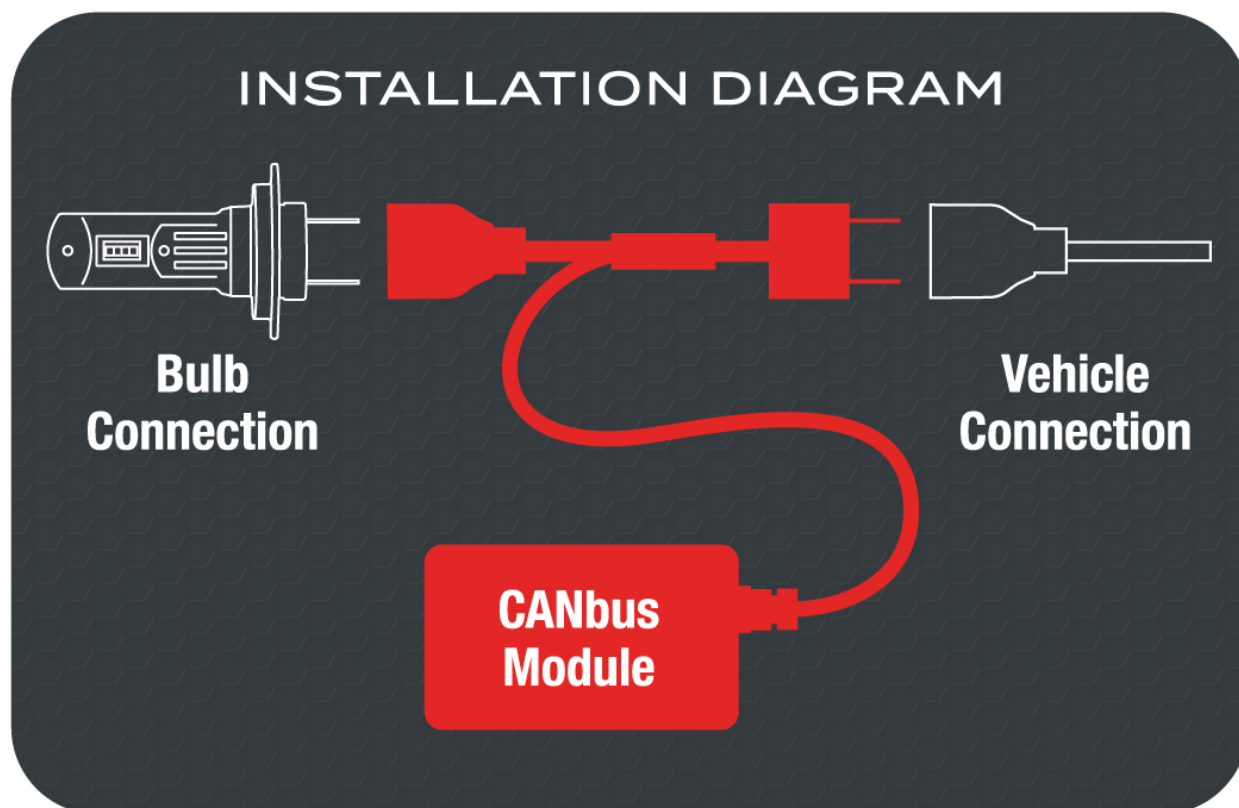 INSTALLATION DIAGRAM
Bulb
Connection
Vehicle
Connection
CANbus
Module